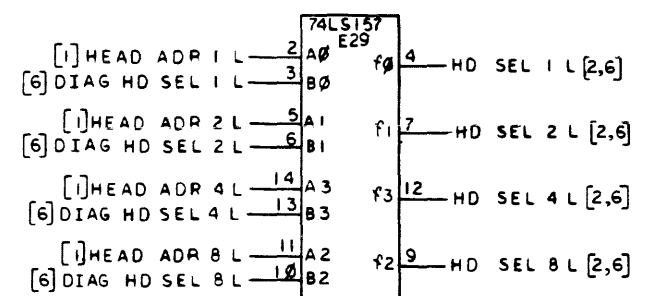 74LS157
E29
[1] HEAD ADR 1 L 2 A0
[6] DIAG HD SEL 1 L 3 B0
f0 4 HD SEL 1 L [2,6]
[1] HEAD ADR 2 L 5 A1
[6] DIAG HD SEL 2 L 6 B1
f1 7 HD SEL 2 L [2,6]
[1] HEAD ADR 4 L 14 A3
[6] DIAG HD SEL 4 L 13 B3
f3 12 HD SEL 4 L [2,6]
[1] HEAD ADR 8 L 11 A2
[6] DIAG HD SEL 8 L 10 B2
f2 9 HD SEL 8 L [2,6]